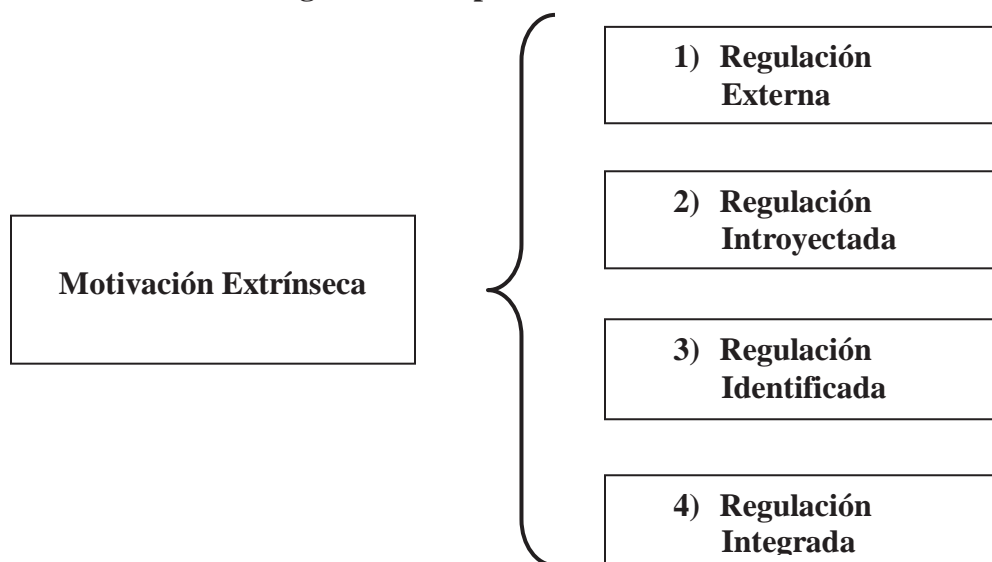 1) Regulación
Externa
2) Regulación
Introyectada
Motivación Extrínseca
3) Regulación
Identificada
4) Regulación
Integrada